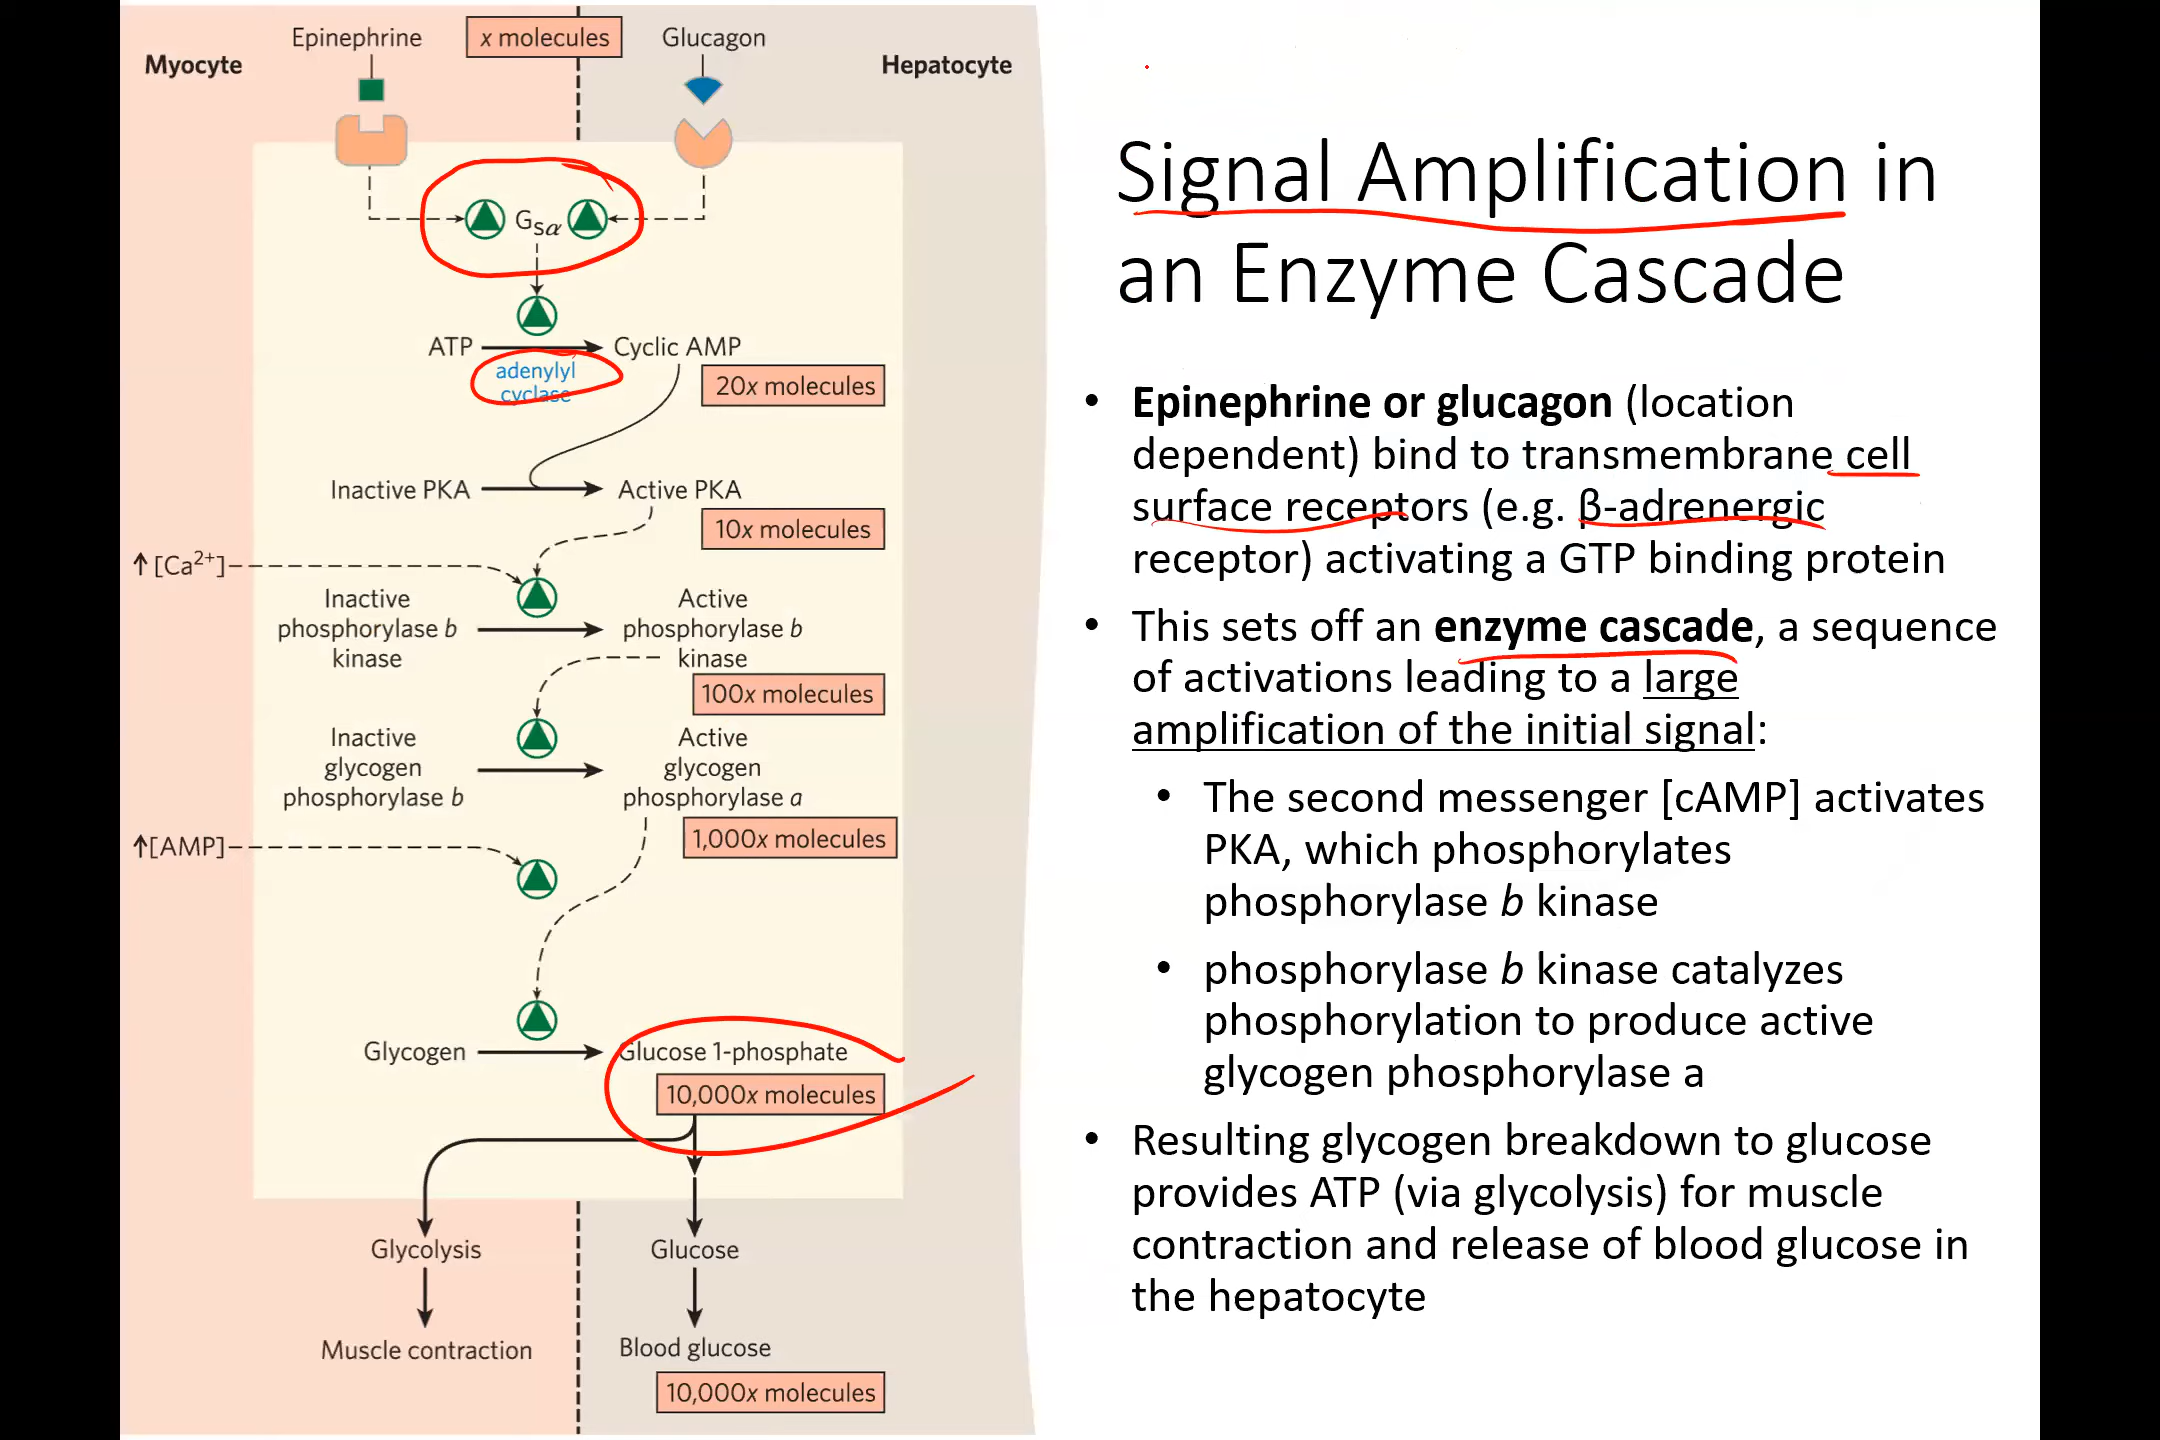 Epinephrine
x molecules
Glucagon
Myocyte
Hepatocyte
Gsα
ATP
Cyclic AMP
adenylyl
cyclase
20x molecules
Inactive PKA
Active PKA
10x molecules
↑[Ca²⁺]
Inactive
phosphorylase b
kinase
Active
phosphorylase b
kinase
100x molecules
Inactive
glycogen
phosphorylase b
Active
glycogen
phosphorylase a
1,000x molecules
↑[AMP]
Glycogen
Glucose 1-phosphate
10,000x molecules
Glycolysis
Glucose
Muscle contraction
Blood glucose
10,000x molecules
Signal Amplification in
an Enzyme Cascade
• Epinephrine or glucagon (location
dependent) bind to transmembrane cell
surface receptors (e.g. β-adrenergic
receptor) activating a GTP binding protein
• This sets off an enzyme cascade, a sequence
of activations leading to a large
amplification of the initial signal:
• The second messenger [cAMP] activates
PKA, which phosphorylates
phosphorylase b kinase
• phosphorylase b kinase catalyzes
phosphorylation to produce active
glycogen phosphorylase a
• Resulting glycogen breakdown to glucose
provides ATP (via glycolysis) for muscle
contraction and release of blood glucose in
the hepatocyte